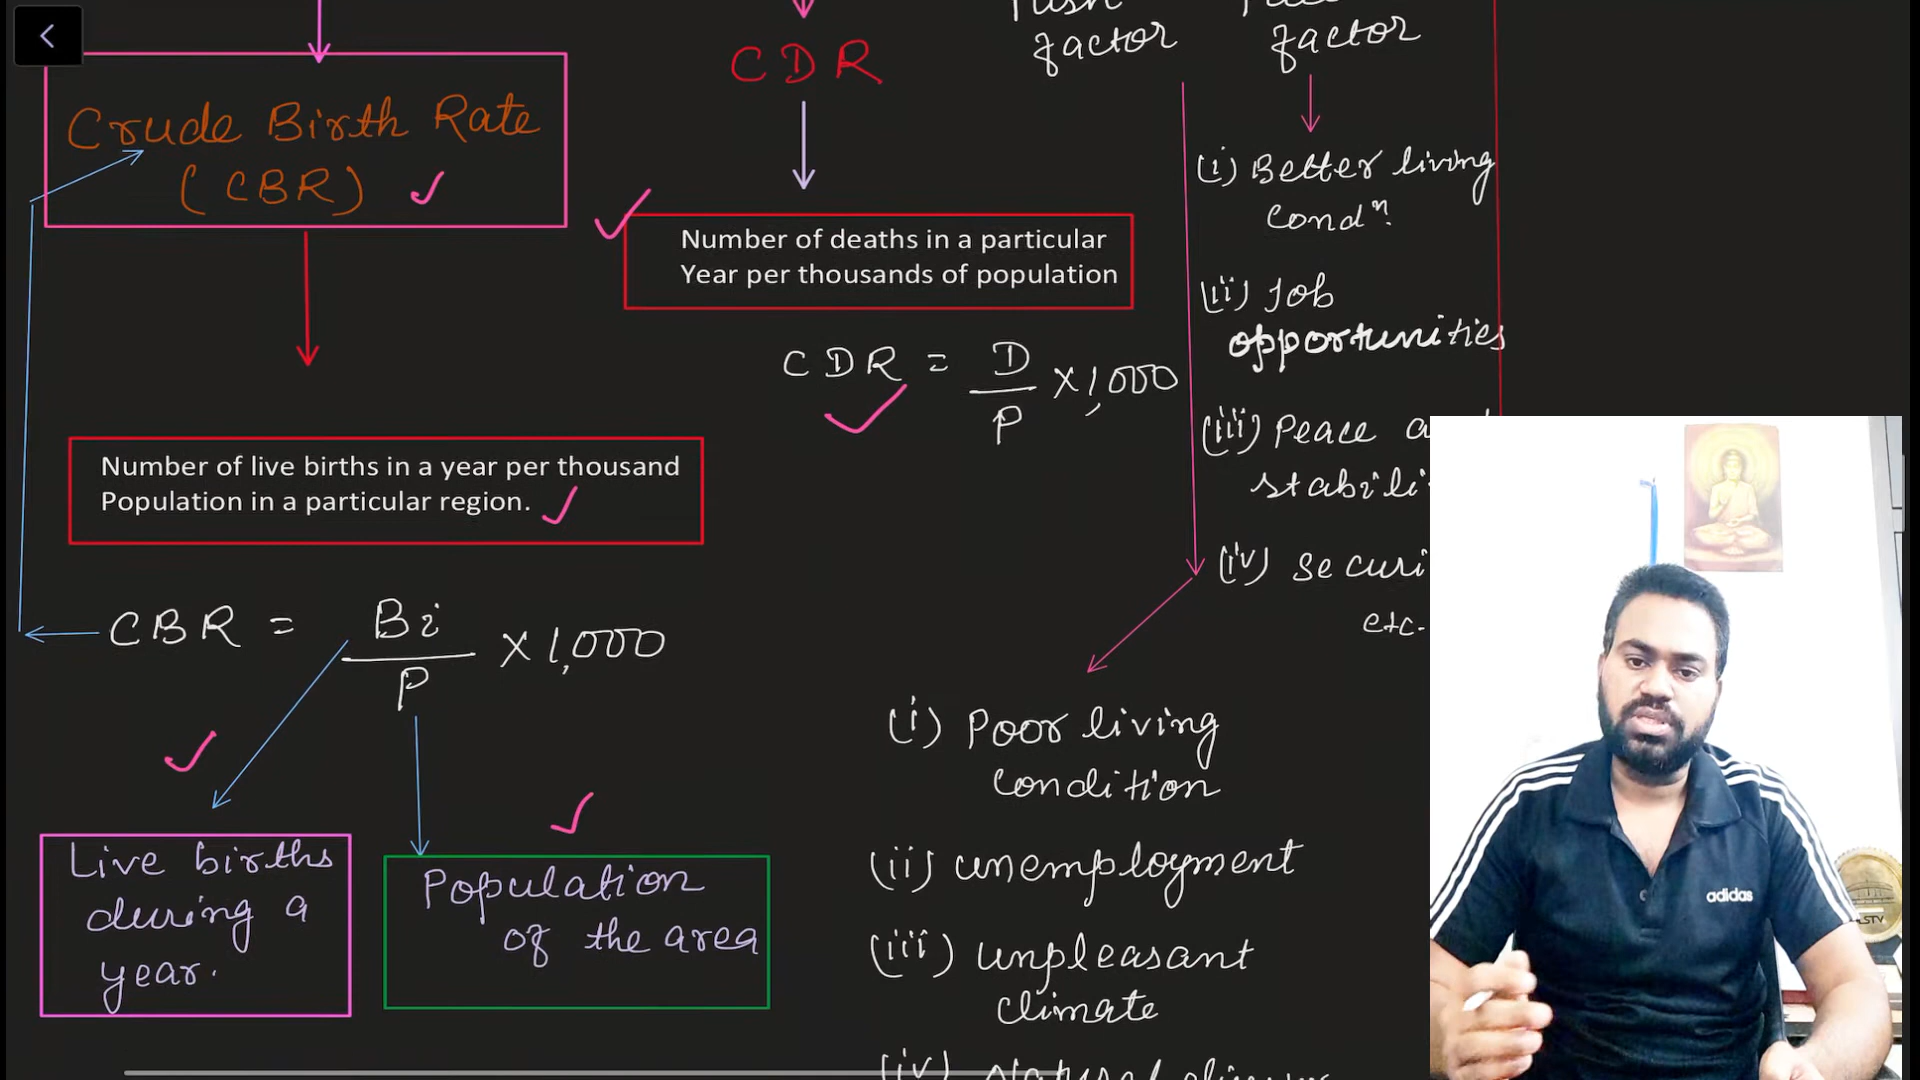 Crude Birth Rate
(CBR)
Number of live births in a year per thousand
Population in a particular region.
CBR = Bi / P × 1,000
Live births
during a
year.
Population
of the area
CDR
Number of deaths in a particular
Year per thousands of population
CDR = D / P × 1,000
factor
(i) Poor living
condition
(ii) unemployment
(iii) unpleasant
climate
(iv) Natural
factor
(i) Better living
condn.
(ii) Job
opportunities
(iii) Peace
(iv)
etc.
adidas